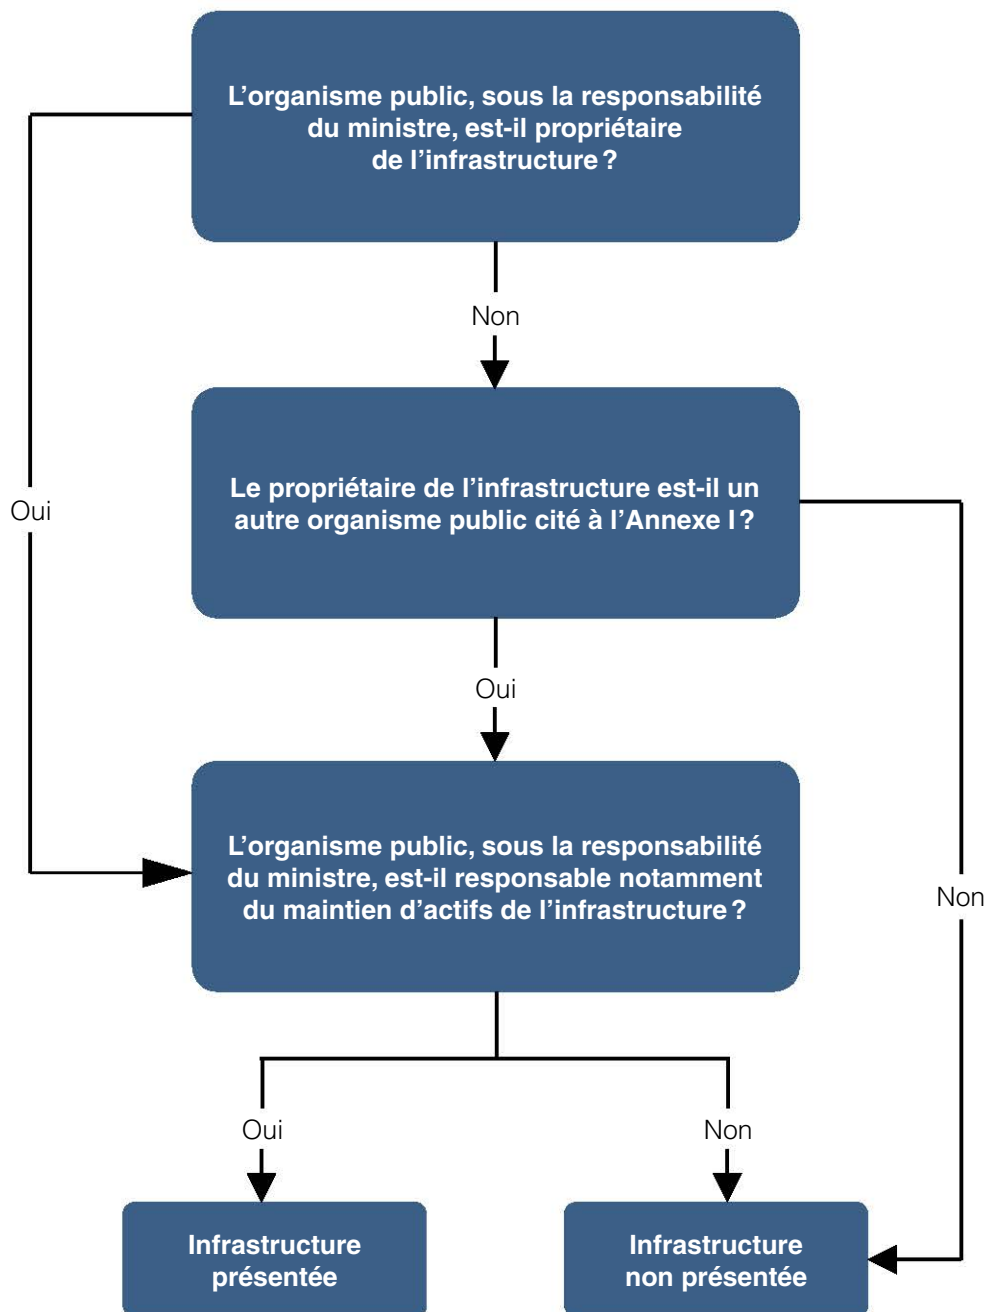 L’organisme public, sous la responsabilité
du ministre, est-il propriétaire
de l’infrastructure ?
Non
Le propriétaire de l’infrastructure est-il un
autre organisme public cité à l’Annexe I ?
Oui
Oui
L’organisme public, sous la responsabilité
du ministre, est-il responsable notamment
du maintien d’actifs de l’infrastructure ?
Non
Oui
Non
Infrastructure
présentée
Infrastructure
non présentée